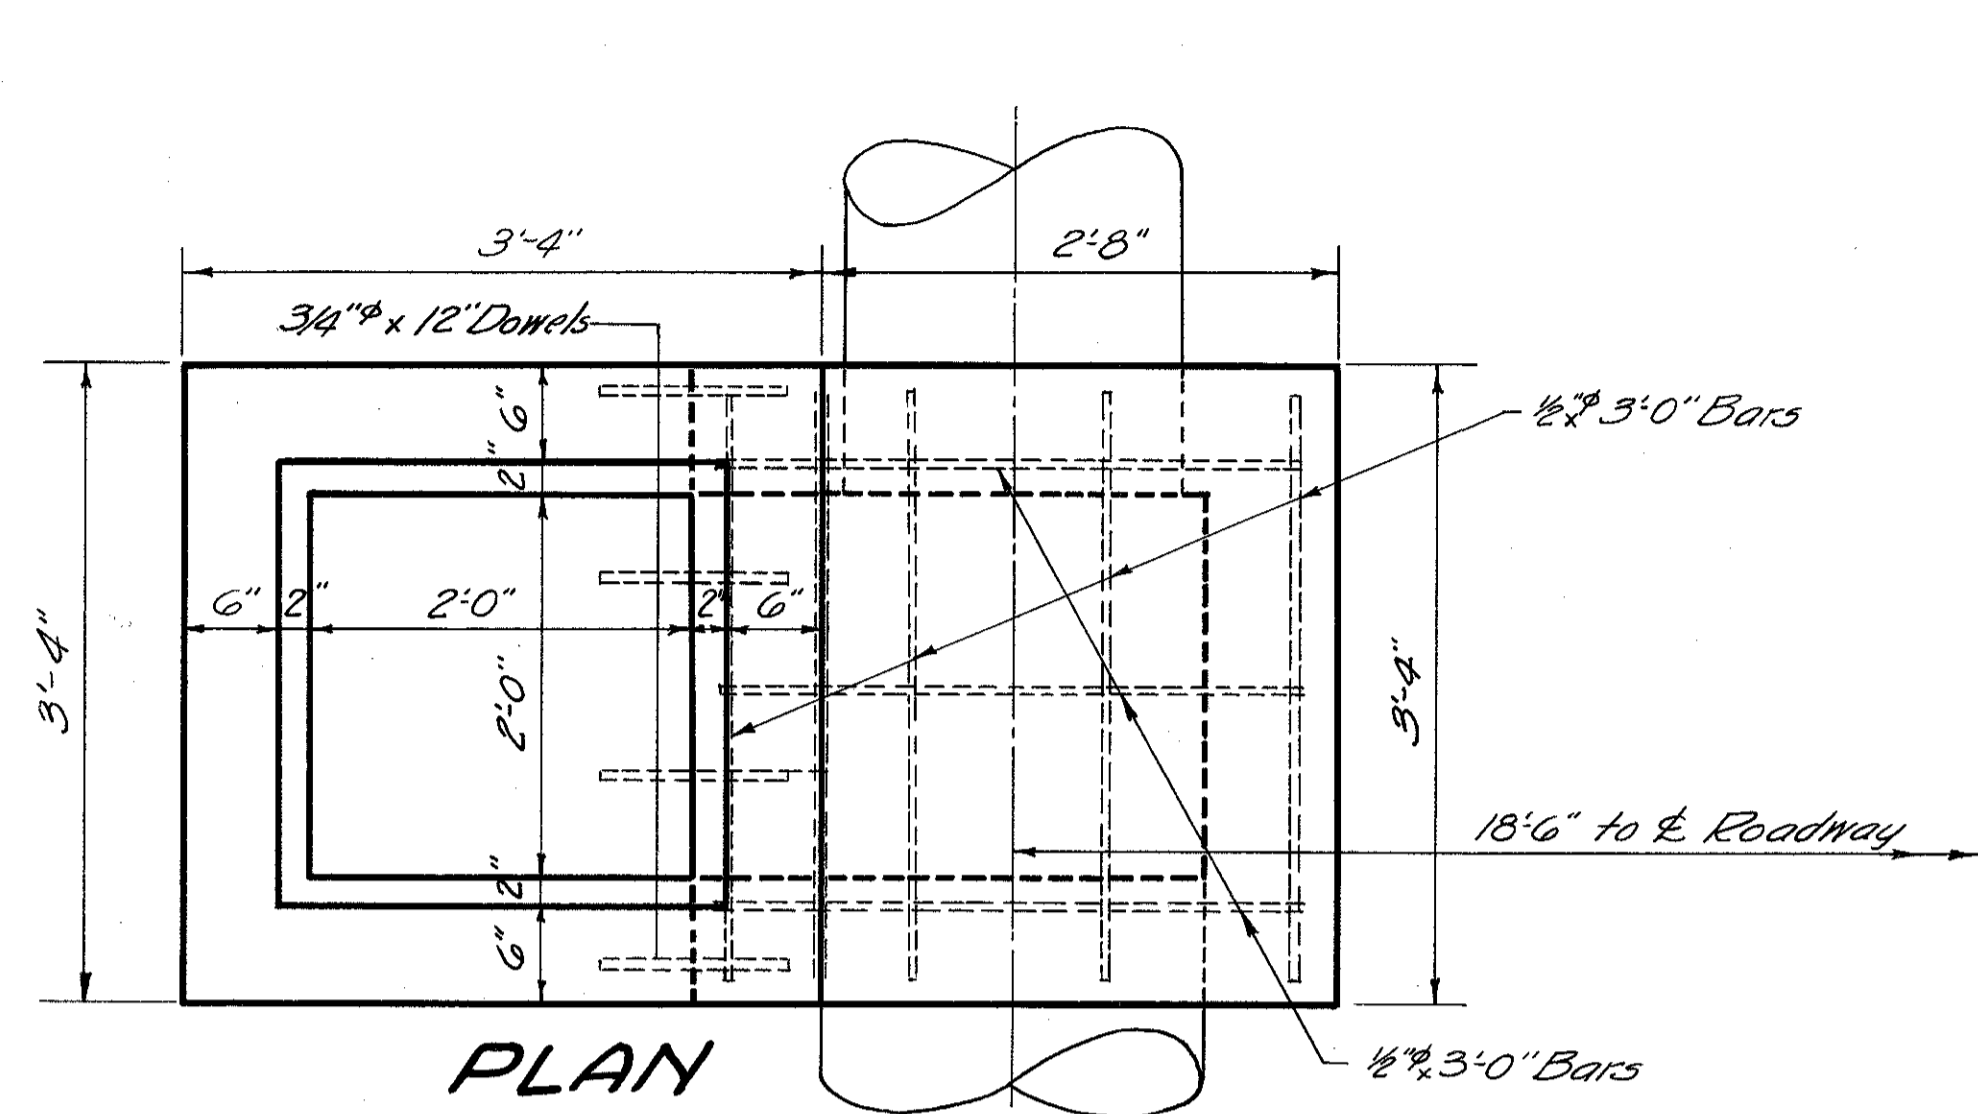 3'-4"
2'-8"
3/4"ϕ x 12" Dowels
6"
½"ϕ x 3'-0" Bars
2"
6"
2"
2'-0"
2"
6"
3'-4"
2'-0"
3'-4"
18'-6" to ℄ Roadway
2"
6"
PLAN
½"ϕ x 3'-0" Bars